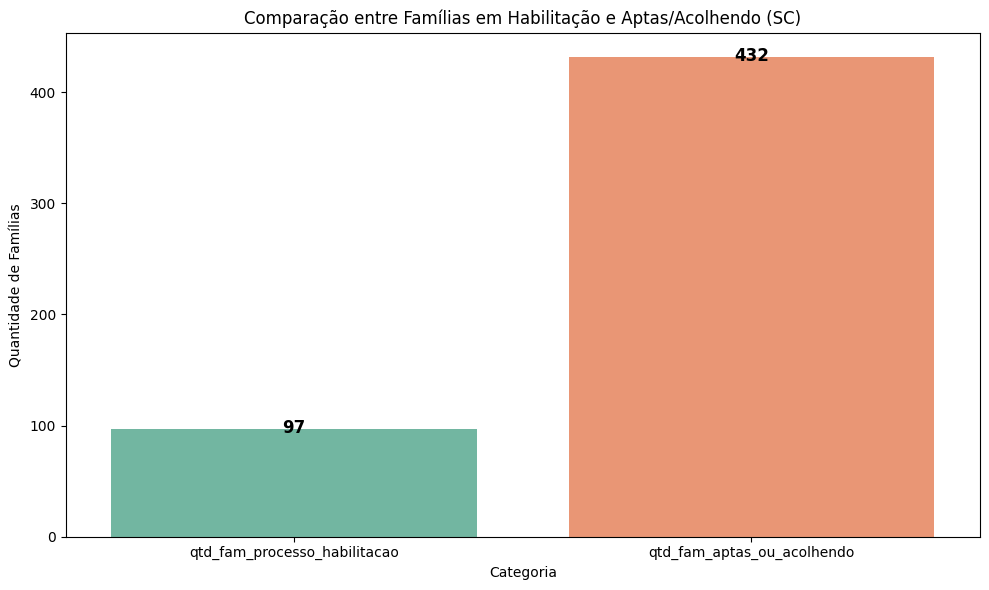 Comparação entre Famílias em Habilitação e Aptas/Acolhendo (SC)
Quantidade de Famílias
400
300
200
100
0
432
97
qtd_fam_processo_habilitacao
qtd_fam_aptas_ou_acolhendo
Categoria